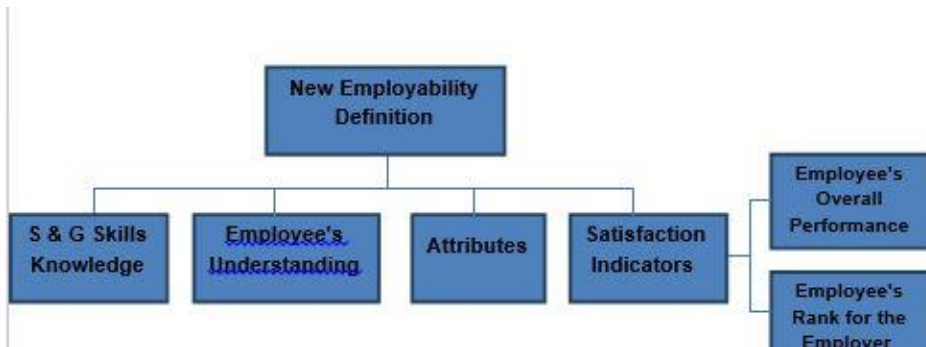 New Employability
Definition
S & G Skills
Knowledge
Employee's
Understanding
Attributes
Satisfaction
Indicators
Employee's
Overall
Performance
Employee's
Rank for the
Employer